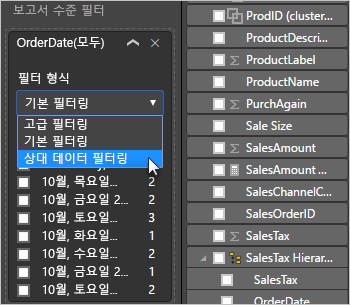 보고서 수준 필터
OrderDate(모두)
필터 형식
기본 필터링
고급 필터링
기본 필터링
상대 데이터 필터링
10월, 목요일... 2
10월, 금요일 2... 2
10월, 토요일... 3
10월, 화요일... 1
10월, 수요일... 2
10월, 금요일 2... 1
10월, 토요일... 2
ProdID (cluster...
ProductDescri...
ProductLabel
ProductName
PurchAgain
Sale Size
SalesAmount
SalesAmount ...
SalesChannelC...
SalesOrderID
SalesTax
SalesTax Hierar...
SalesTax
OrderDate